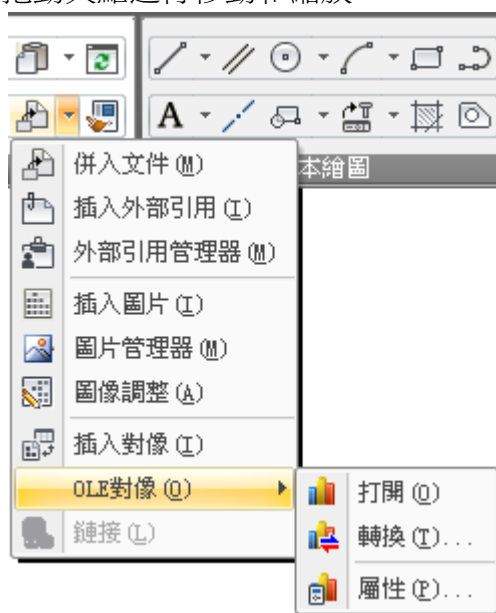 拖動夾點進行移動和縮放
A
本繪圖
併入文件(M)
插入外部引用(I)
外部引用管理器(M)
插入圖片(I)
圖片管理器(M)
圖像調整(A)
插入對像(I)
OLE對像(O)
打開(O)
鏈接(L)
轉換(T)...
屬性(P)...